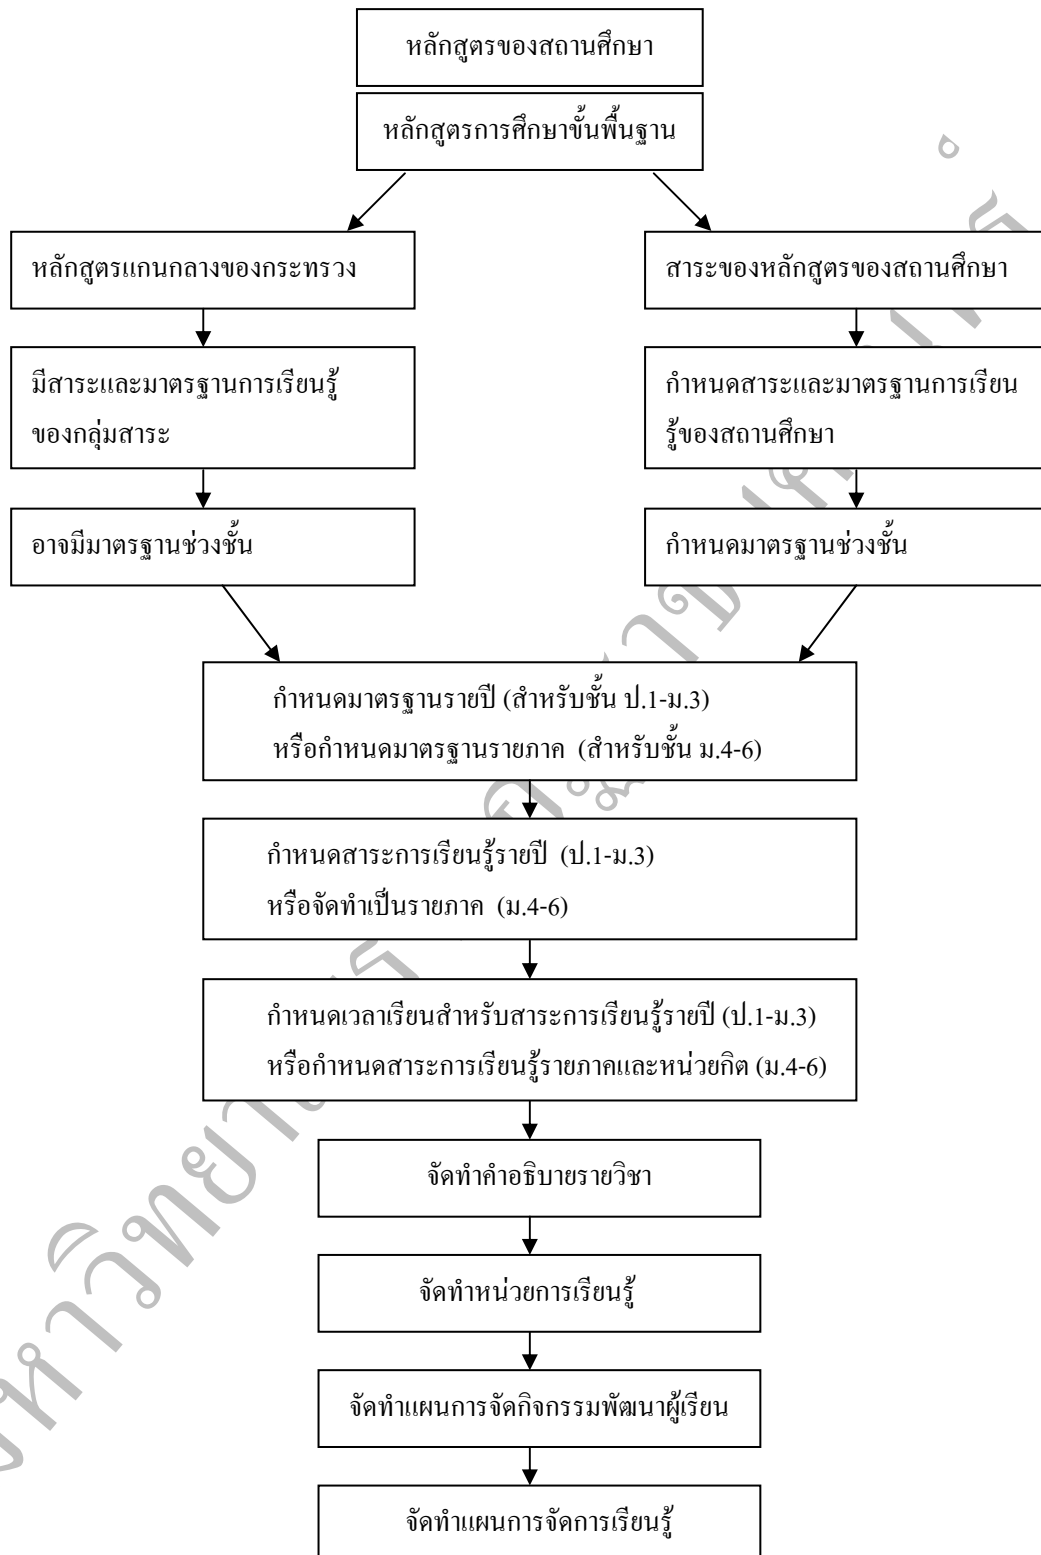 หลักสูตรของสถานศึกษา
หลักสูตรการศึกษาขั้นพื้นฐาน
หลักสูตรแกนกลางของกระทรวง
สาระของหลักสูตรของสถานศึกษา
มีสาระและมาตรฐานการเรียนรู้
ของกลุ่มสาระ
กำหนดสาระและมาตรฐานการเรียน
รู้ของสถานศึกษา
อาจมีมาตรฐานช่วงชั้น
กำหนดมาตรฐานช่วงชั้น
กำหนดมาตรฐานรายปี (สำหรับชั้น ป.1-ม.3)
หรือกำหนดมาตรฐานรายภาค (สำหรับชั้น ม.4-6)
กำหนดสาระการเรียนรู้รายปี (ป.1-ม.3)
หรือจัดทำเป็นรายภาค (ม.4-6)
กำหนดเวลาเรียนสำหรับสาระการเรียนรู้รายปี (ป.1-ม.3)
หรือกำหนดสาระการเรียนรู้รายภาคและหน่วยกิต (ม.4-6)
จัดทำคำอธิบายรายวิชา
จัดทำหน่วยการเรียนรู้
จัดทำแผนการจัดกิจกรรมพัฒนาผู้เรียน
จัดทำแผนการจัดการเรียนรู้